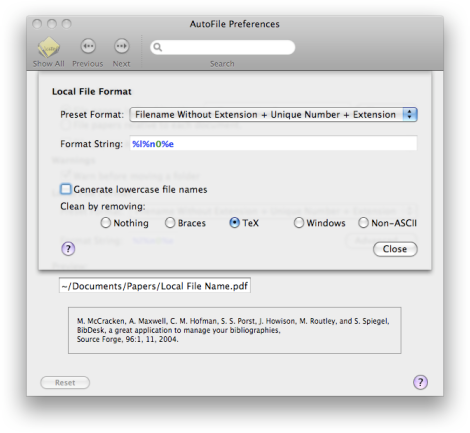 AutoFile Preferences
Show All Previous Next Search
Local File Format
Preset Format: Filename Without Extension + Unique Number + Extension
Format String: %l%n0%e
Generate lowercase file names
Clean by removing:
Nothing Braces TeX Windows Non-ASCII
? Close
~/Documents/Papers/Local File Name.pdf
M. McCracken, A. Maxwell, C. M. Hofman, S. S. Porst, J. Howison, M. Routley, and S. Spiegel,
BibDesk, a great application to manage your bibliographies,
Source Forge, 96:1, 11, 2004.
Reset ?